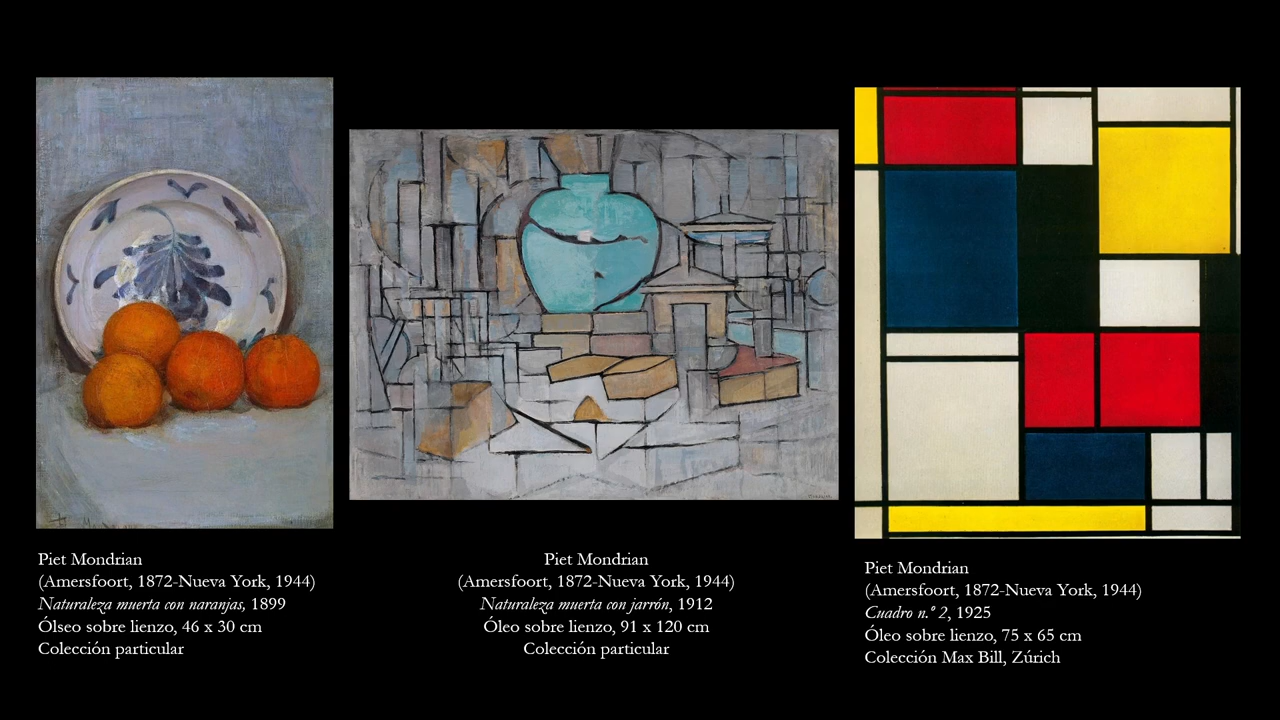 Piet Mondrian
(Amersfoort, 1872-Nueva York, 1944)
Naturaleza muerta con naranjas, 1899
Ólseo sobre lienzo, 46 x 30 cm
Colección particular
Piet Mondrian
(Amersfoort, 1872-Nueva York, 1944)
Naturaleza muerta con jarrón, 1912
Óleo sobre lienzo, 91 x 120 cm
Colección particular
Piet Mondrian
(Amersfoort, 1872-Nueva York, 1944)
Cuadro n.º 2, 1925
Óleo sobre lienzo, 75 x 65 cm
Colección Max Bill, Zúrich